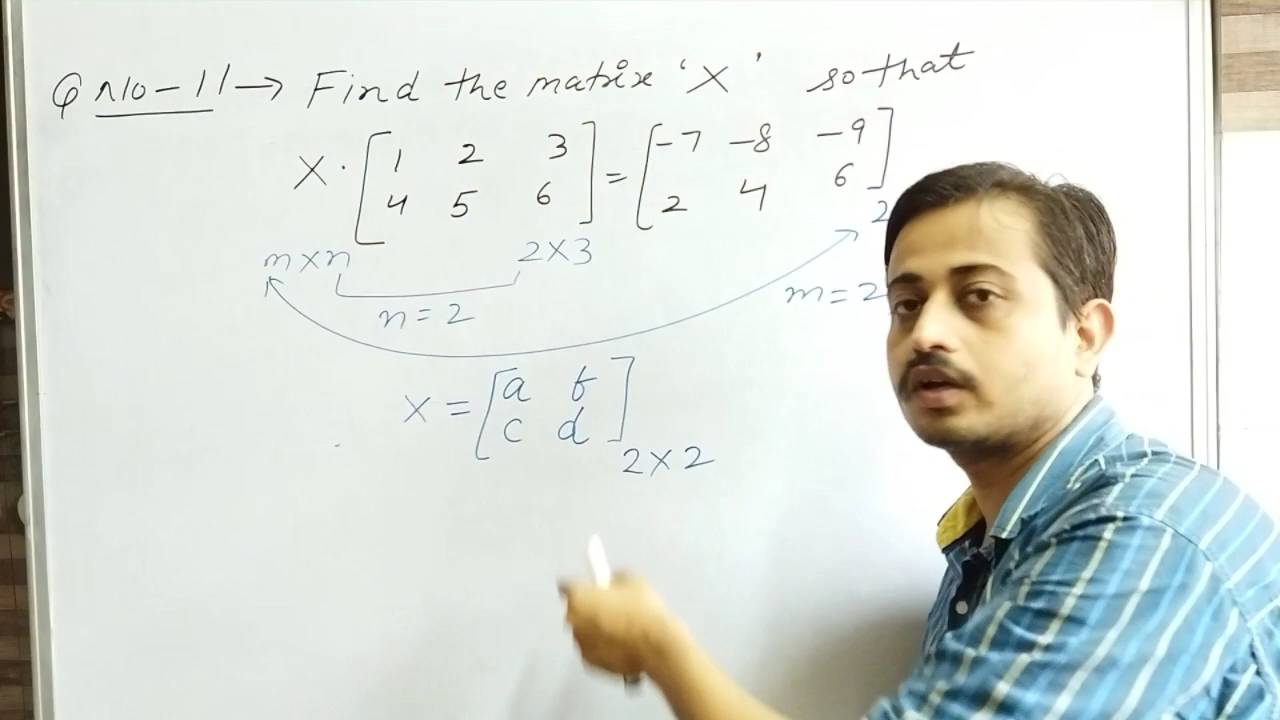 Q N10-11 → Find the matrix 'X' so that
X · [1 2 3] = [-7 -8 -9]
[4 5 6] [2 4 6]
m×n 2×3 2
n=2 m=2
X = [a b]
[c d] 2×2